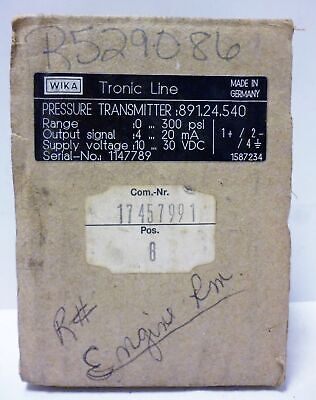 R529086
WIKA Tronic Line MADE IN GERMANY
PRESSURE TRANSMITTER :891.24.540
Range :0 ... 300 psi
Output signal :4 ... 20 mA 1+ / 2-
Supply voltage :10 ... 30 VDC / 4 ⏚
Serial-No.: 1147789 1587234
Com.-Nr.
17457991
Pos.
8
R#
Engine Rm.